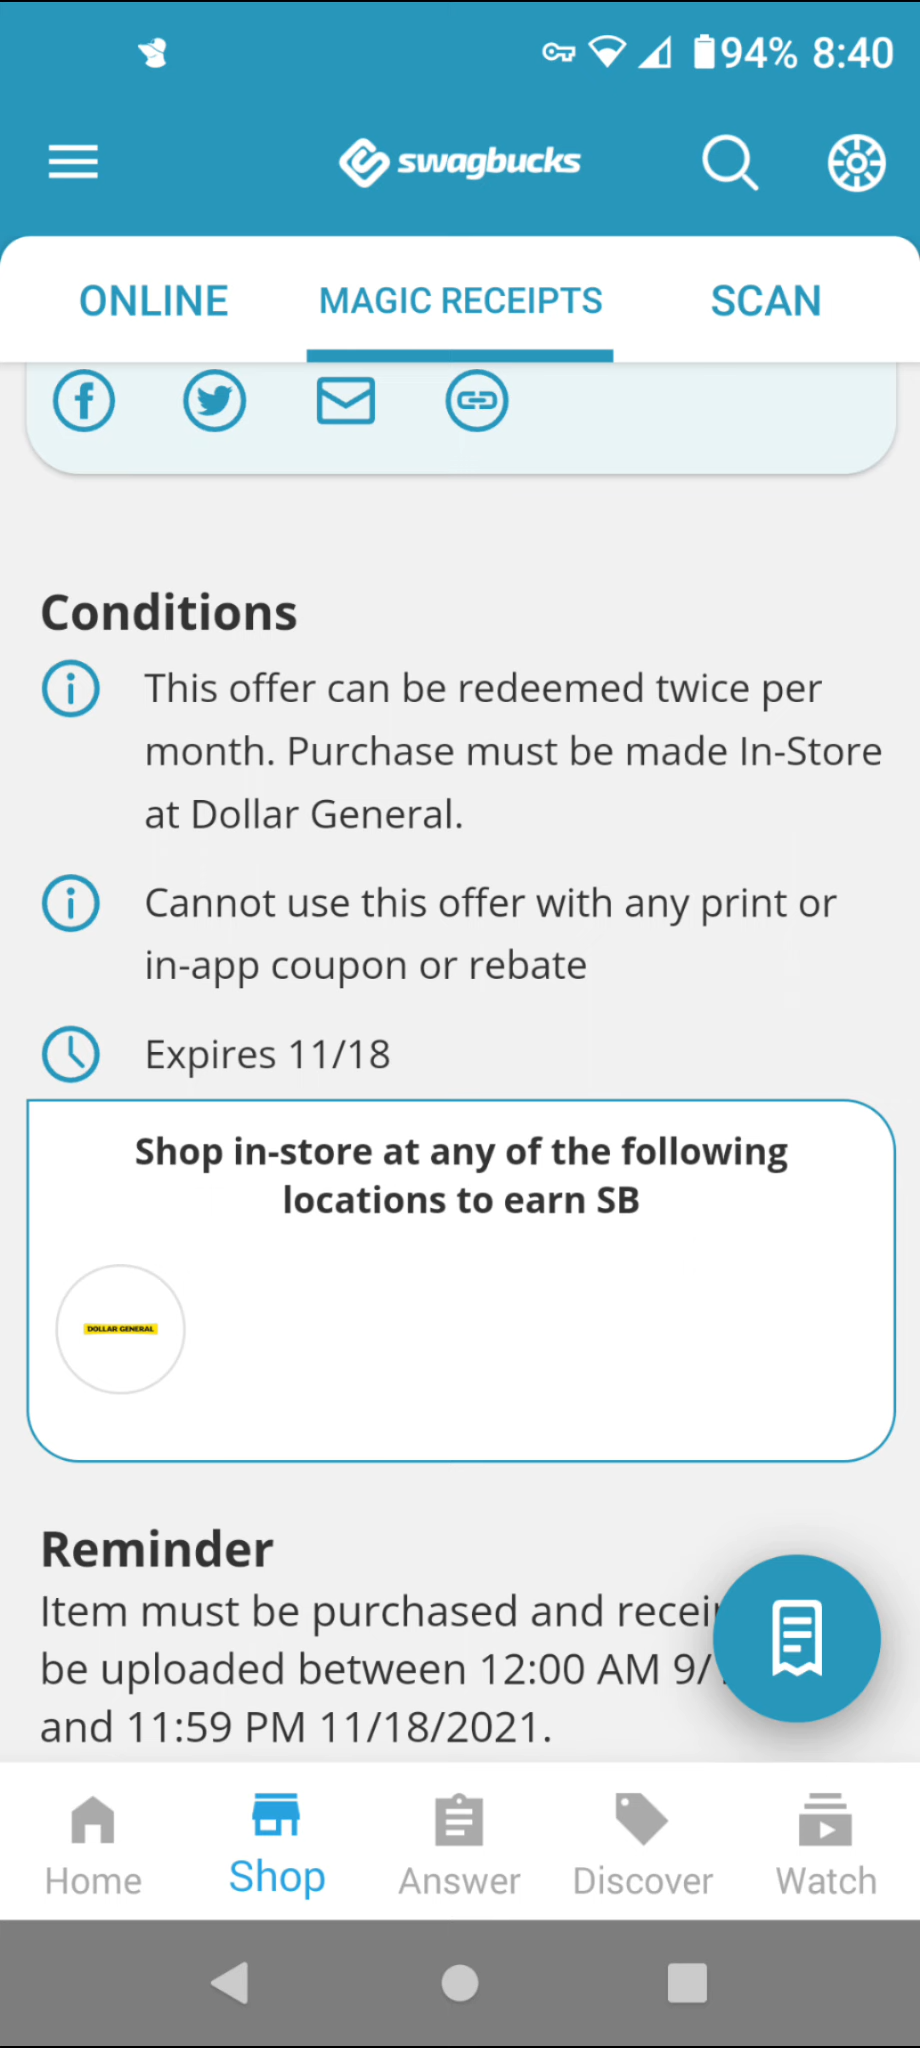 94% 8:40
swagbucks
ONLINE MAGIC RECEIPTS SCAN
Conditions
This offer can be redeemed twice per
month. Purchase must be made In-Store
at Dollar General.
Cannot use this offer with any print or
in-app coupon or rebate
Expires 11/18
Shop in-store at any of the following
locations to earn SB
DOLLAR GENERAL
Reminder
Item must be purchased and
be uploaded between 12:00 AM 9/
and 11:59 PM 11/18/2021.
Home Shop Answer Discover Watch